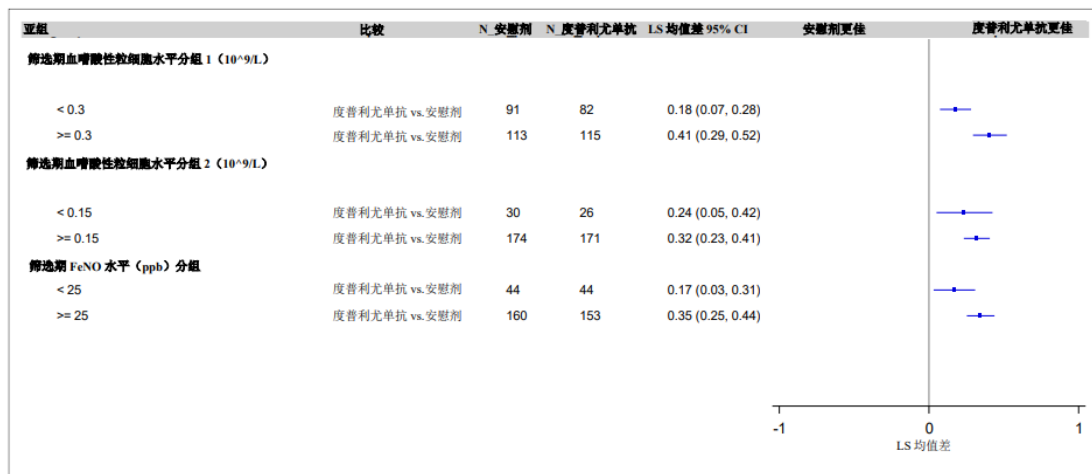 亚组 比较 N_安慰剂 N_度普利尤单抗 LS 均值差 95% CI 安慰剂更佳 度普利尤单抗更佳
筛选期血嗜酸性粒细胞水平分组 1（10^9/L）
< 0.3 度普利尤单抗 vs. 安慰剂 91 82 0.18 (0.07, 0.28)
>= 0.3 度普利尤单抗 vs. 安慰剂 113 115 0.41 (0.29, 0.52)
筛选期血嗜酸性粒细胞水平分组 2（10^9/L）
< 0.15 度普利尤单抗 vs. 安慰剂 30 26 0.24 (0.05, 0.42)
>= 0.15 度普利尤单抗 vs. 安慰剂 174 171 0.32 (0.23, 0.41)
筛选期 FeNO 水平（ppb）分组
< 25 度普利尤单抗 vs. 安慰剂 44 44 0.17 (0.03, 0.31)
>= 25 度普利尤单抗 vs. 安慰剂 160 153 0.35 (0.25, 0.44)
-1 0 1
LS 均值差